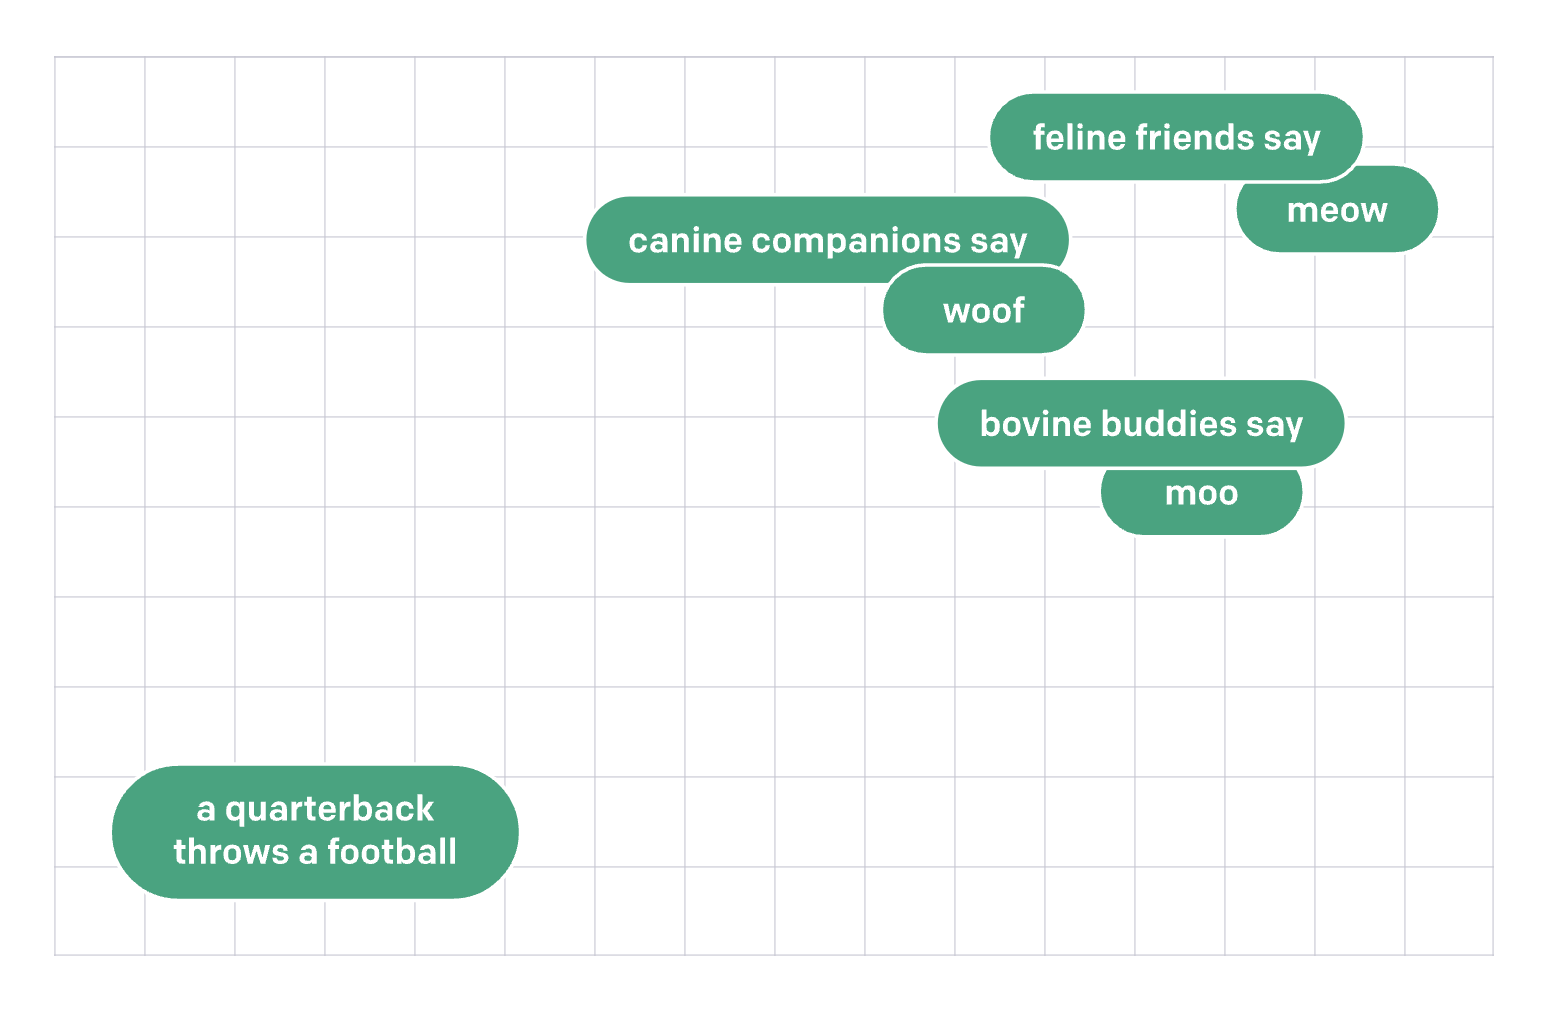 feline friends say
meow
canine companions say
woof
bovine buddies say
moo
a quarterback
throws a football